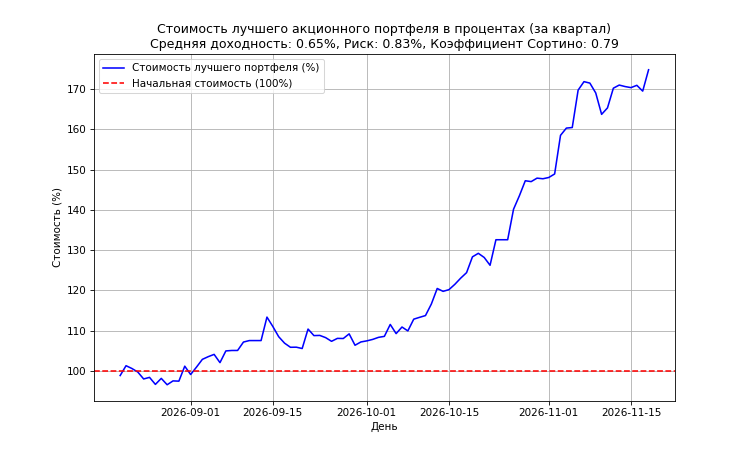 Стоимость лучшего акционного портфеля в процентах (за квартал)
Средняя доходность: 0.65%, Риск: 0.83%, Коэффициент Сортино: 0.79
Стоимость лучшего портфеля (%)
Начальная стоимость (100%)
Стоимость (%)
170
160
150
140
130
120
110
100
2026-09-01
2026-09-15
2026-10-01
2026-10-15
2026-11-01
2026-11-15
День